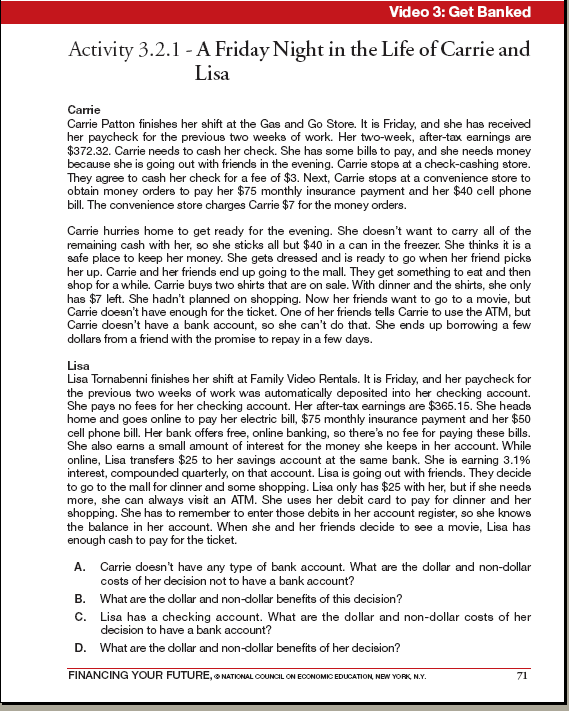 Video 3: Get Banked
Activity 3.2.1 - A Friday Night in the Life of Carrie and
Lisa
Carrie
Carrie Patton finishes her shift at the Gas and Go Store. It is Friday, and she has received
her paycheck for the previous two weeks of work. Her two-week, after-tax earnings are
$372.32. Carrie needs to cash her check. She has some bills to pay, and she needs money
because she is going out with friends in the evening. Carrie stops at a check-cashing store.
They agree to cash her check for a fee of $3. Next, Carrie stops at a convenience store to
obtain money orders to pay her $75 monthly insurance payment and her $40 cell phone
bill. The convenience store charges Carrie $7 for the money orders.
Carrie hurries home to get ready for the evening. She doesn't want to carry all of the
remaining cash with her, so she sticks all but $40 in a can in the freezer. She thinks it is a
safe place to keep her money. She gets dressed and is ready to go when her friend picks
her up. Carrie and her friends end up going to the mall. They get something to eat and then
shop for a while. Carrie buys two shirts that are on sale. With dinner and the shirts, she only
has $7 left. She hadn't planned on shopping. Now her friends want to go to a movie, but
Carrie doesn't have enough for the ticket. One of her friends tells Carrie to use the ATM, but
Carrie doesn't have a bank account, so she can't do that. She ends up borrowing a few
dollars from a friend with the promise to repay in a few days.
Lisa
Lisa Tornabenni finishes her shift at Family Video Rentals. It is Friday, and her paycheck for
the previous two weeks of work was automatically deposited into her checking account.
She pays no fees for her checking account. Her after-tax earnings are $365.15. She heads
home and goes online to pay her electric bill, $75 monthly insurance payment and her $50
cell phone bill. Her bank offers free, online banking, so there's no fee for paying these bills.
She also earns a small amount of interest for the money she keeps in her account. While
online, Lisa transfers $25 to her savings account at the same bank. She is earning 3.1%
interest, compounded quarterly, on that account. Lisa is going out with friends. They decide
to go to the mall for dinner and some shopping. Lisa only has $25 with her, but if she needs
more, she can always visit an ATM. She uses her debit card to pay for dinner and her
shopping. She has to remember to enter those debits in her account register, so she knows
the balance in her account. When she and her friends decide to see a movie, Lisa has
enough cash to pay for the ticket.
A. Carrie doesn't have any type of bank account. What are the dollar and non-dollar
costs of her decision not to have a bank account?
B. What are the dollar and non-dollar benefits of this decision?
C. Lisa has a checking account. What are the dollar and non-dollar costs of her
decision to have a bank account?
D. What are the dollar and non-dollar benefits of her decision?
FINANCING YOUR FUTURE, © NATIONAL COUNCIL ON ECONOMIC EDUCATION, NEW YORK, N.Y. 71